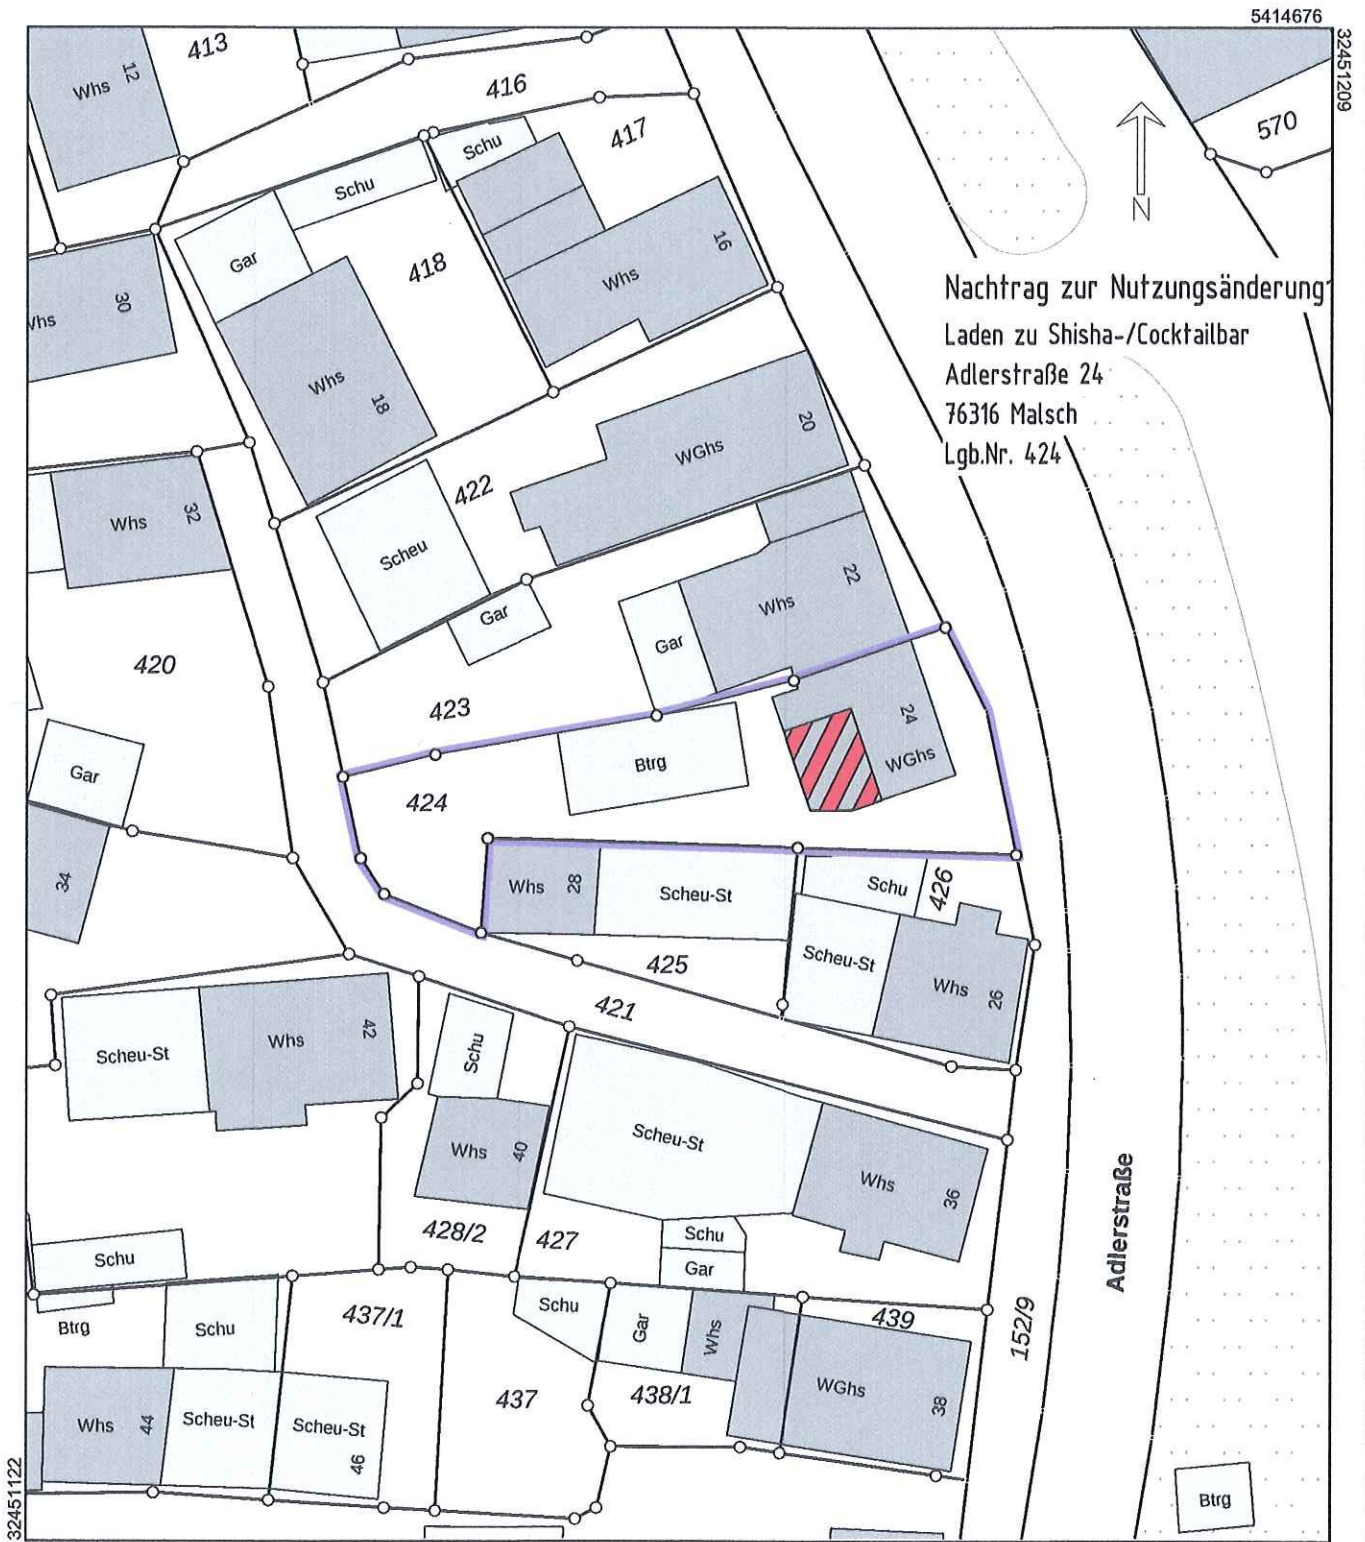 5414676
32451209
413
12
Whs
416
570
417
Schu
Schu
N
Gar
418
16
Whs
30
Whs
Nachtrag zur Nutzungsänderung
Laden zu Shisha-/Cocktailbar
Adlerstraße 24
76316 Malsch
Lgb.Nr. 424
Whs
18
20
WGhs
422
Whs
32
Scheu
22
Whs
Gar
Gar
420
423
24
WGhs
Btrg
Gar
424
34
Whs
28
Scheu-St
Schu
426
Scheu-St
425
Whs
26
421
Scheu-St
Whs
42
Schu
Whs
40
Scheu-St
Whs
36
Adlerstraße
428/2
427
Schu
Gar
Schu
437/1
Schu
Gar
Whs
439
152/9
Btrg
Schu
WGhs
38
437
438/1
Whs
44
Scheu-St
Scheu-St
46
Btrg
32451122